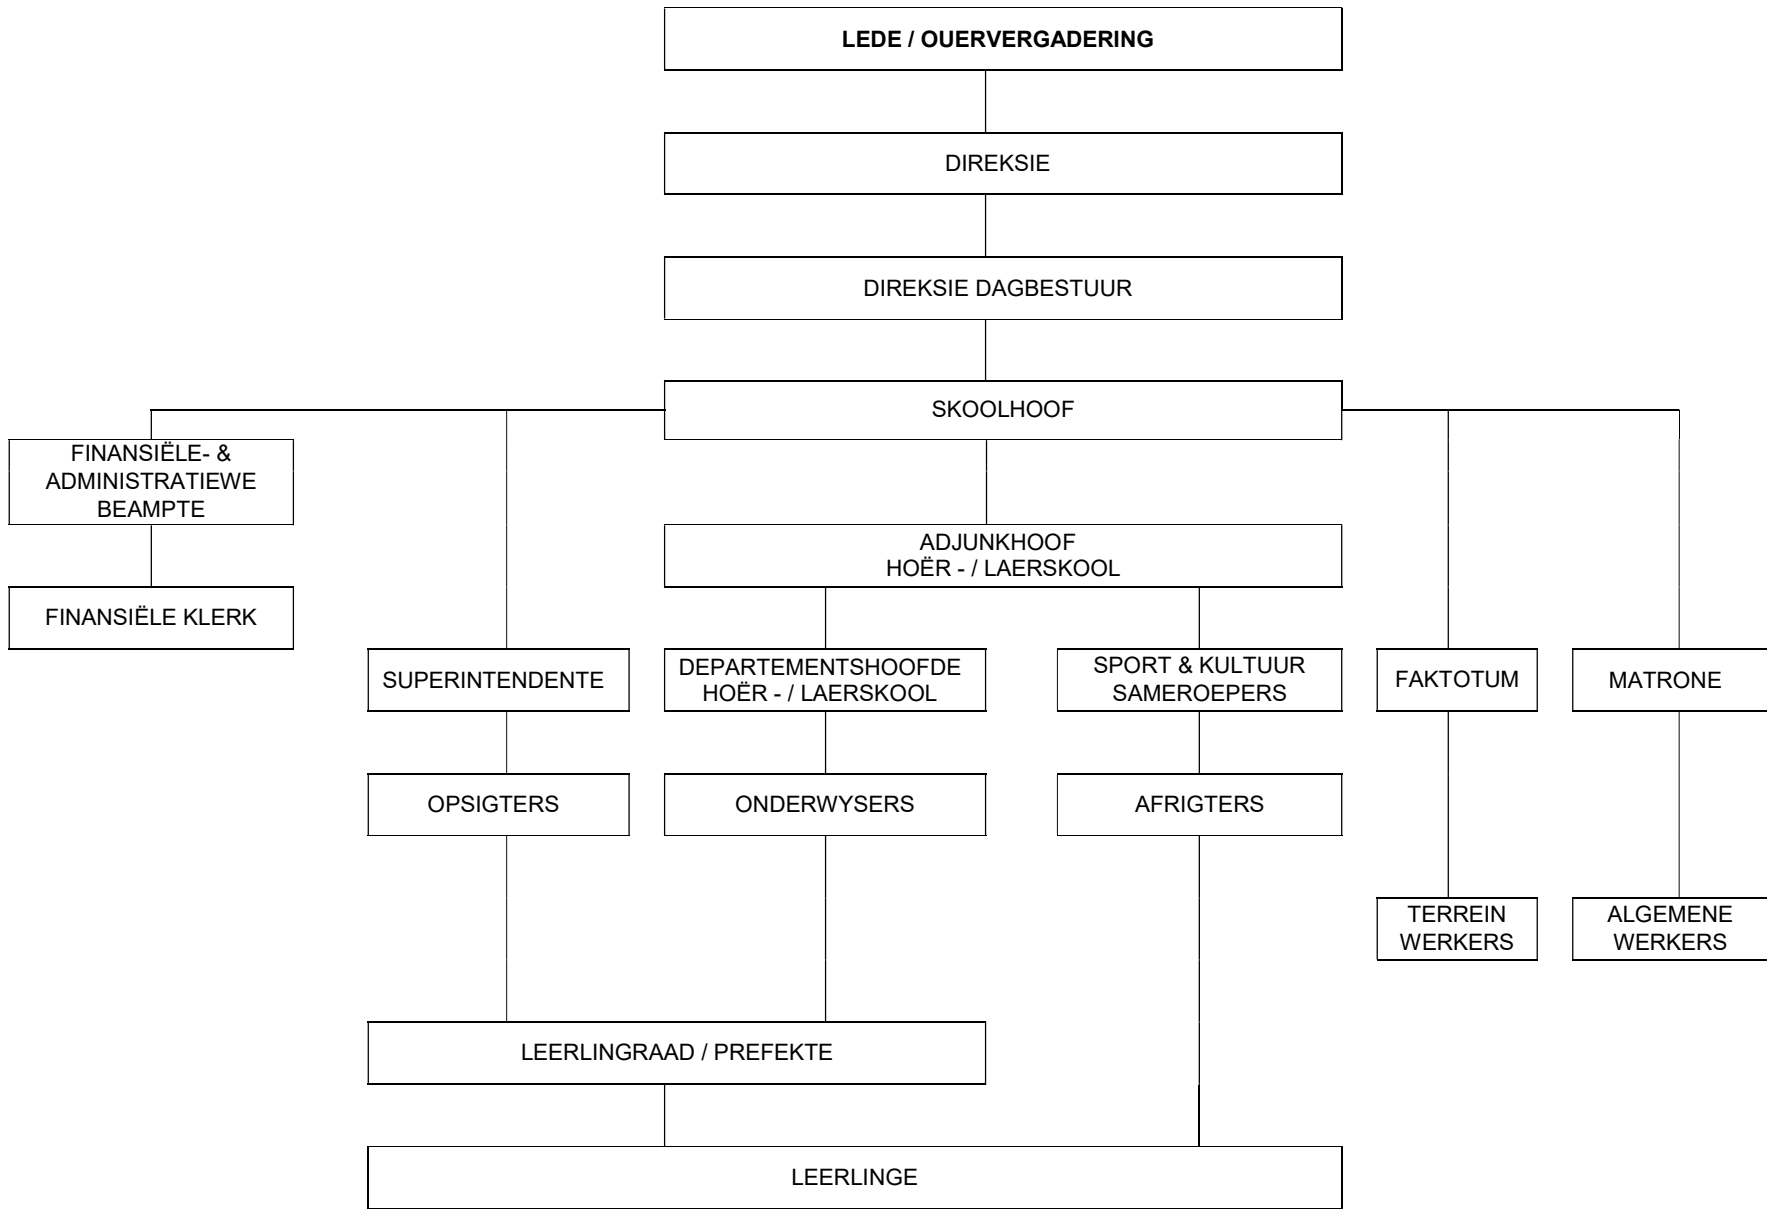 LEDE / OUERVERGADERING
DIREKSIE
DIREKSIE DAGBESTUUR
SKOOLHOOF
FINANSIËLE- &
ADMINISTRATIEWE
BEAMPTE
ADJUNKHOOF
HOËR - / LAERSKOOL
FINANSIËLE KLERK
SUPERINTENDENTE
DEPARTEMENTSHOOFDE
HOËR - / LAERSKOOL
SPORT & KULTUUR
SAMEROEPERS
FAKTOTUM
MATRONE
OPSIGTERS
ONDERWYSERS
AFRIGTERS
TERREIN
WERKERS
ALGEMENE
WERKERS
LEERLINGRAAD / PREFEKTE
LEERLINGE